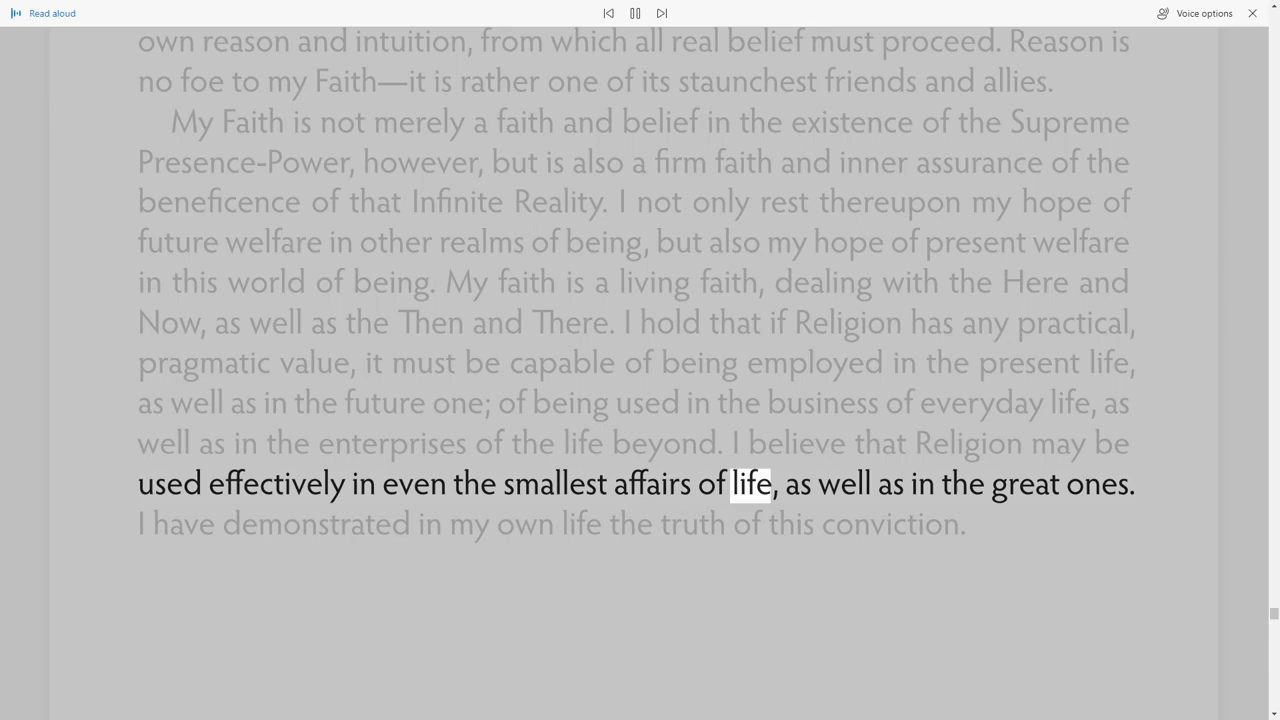 Read aloud
Voice options
own reason and intuition, from which all real belief must proceed. Reason is
no foe to my Faith—it is rather one of its staunchest friends and allies.
My Faith is not merely a faith and belief in the existence of the Supreme
Presence-Power, however, but is also a firm faith and inner assurance of the
beneficence of that Infinite Reality. I not only rest thereupon my hope of
future welfare in other realms of being, but also my hope of present welfare
in this world of being. My faith is a living faith, dealing with the Here and
Now, as well as the Then and There. I hold that if Religion has any practical,
pragmatic value, it must be capable of being employed in the present life,
as well as in the future one; of being used in the business of everyday life, as
well as in the enterprises of the life beyond. I believe that Religion may be
used effectively in even the smallest affairs of life, as well as in the great ones.
I have demonstrated in my own life the truth of this conviction.